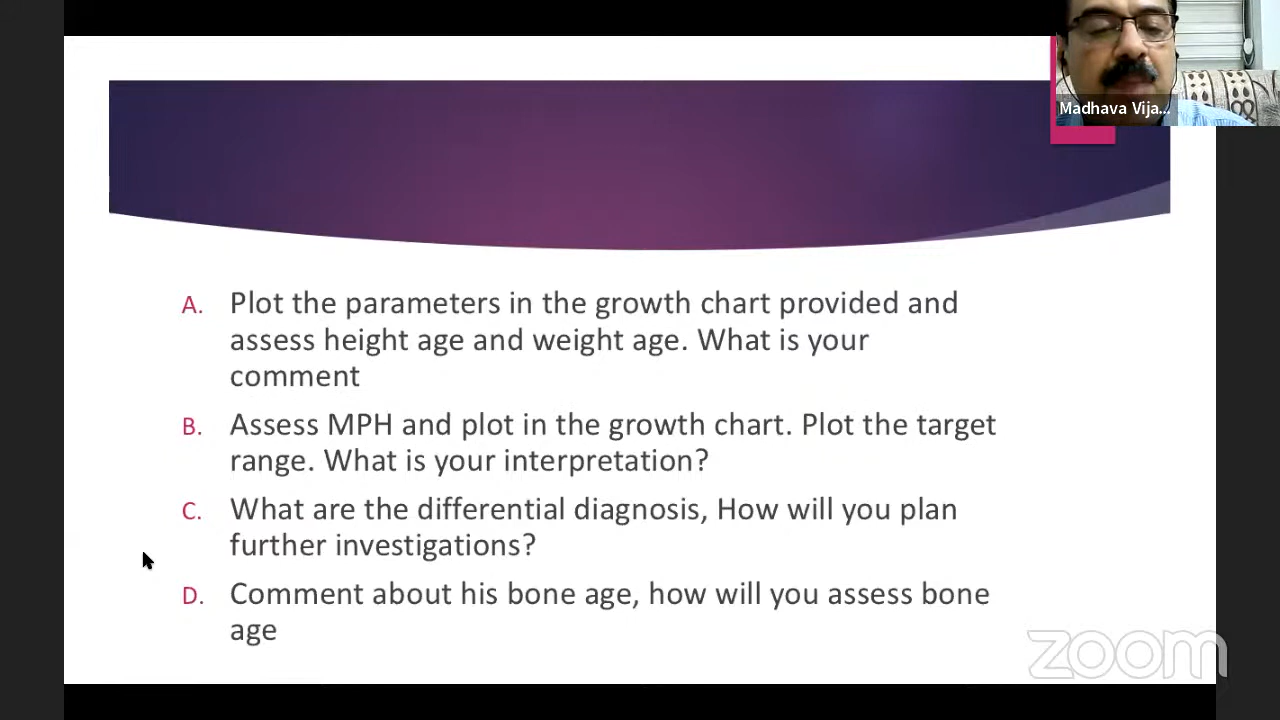 Madhava Vija...
A. Plot the parameters in the growth chart provided and
assess height age and weight age. What is your
comment
B. Assess MPH and plot in the growth chart. Plot the target
range. What is your interpretation?
C. What are the differential diagnosis, How will you plan
further investigations?
D. Comment about his bone age, how will you assess bone
age
zoom